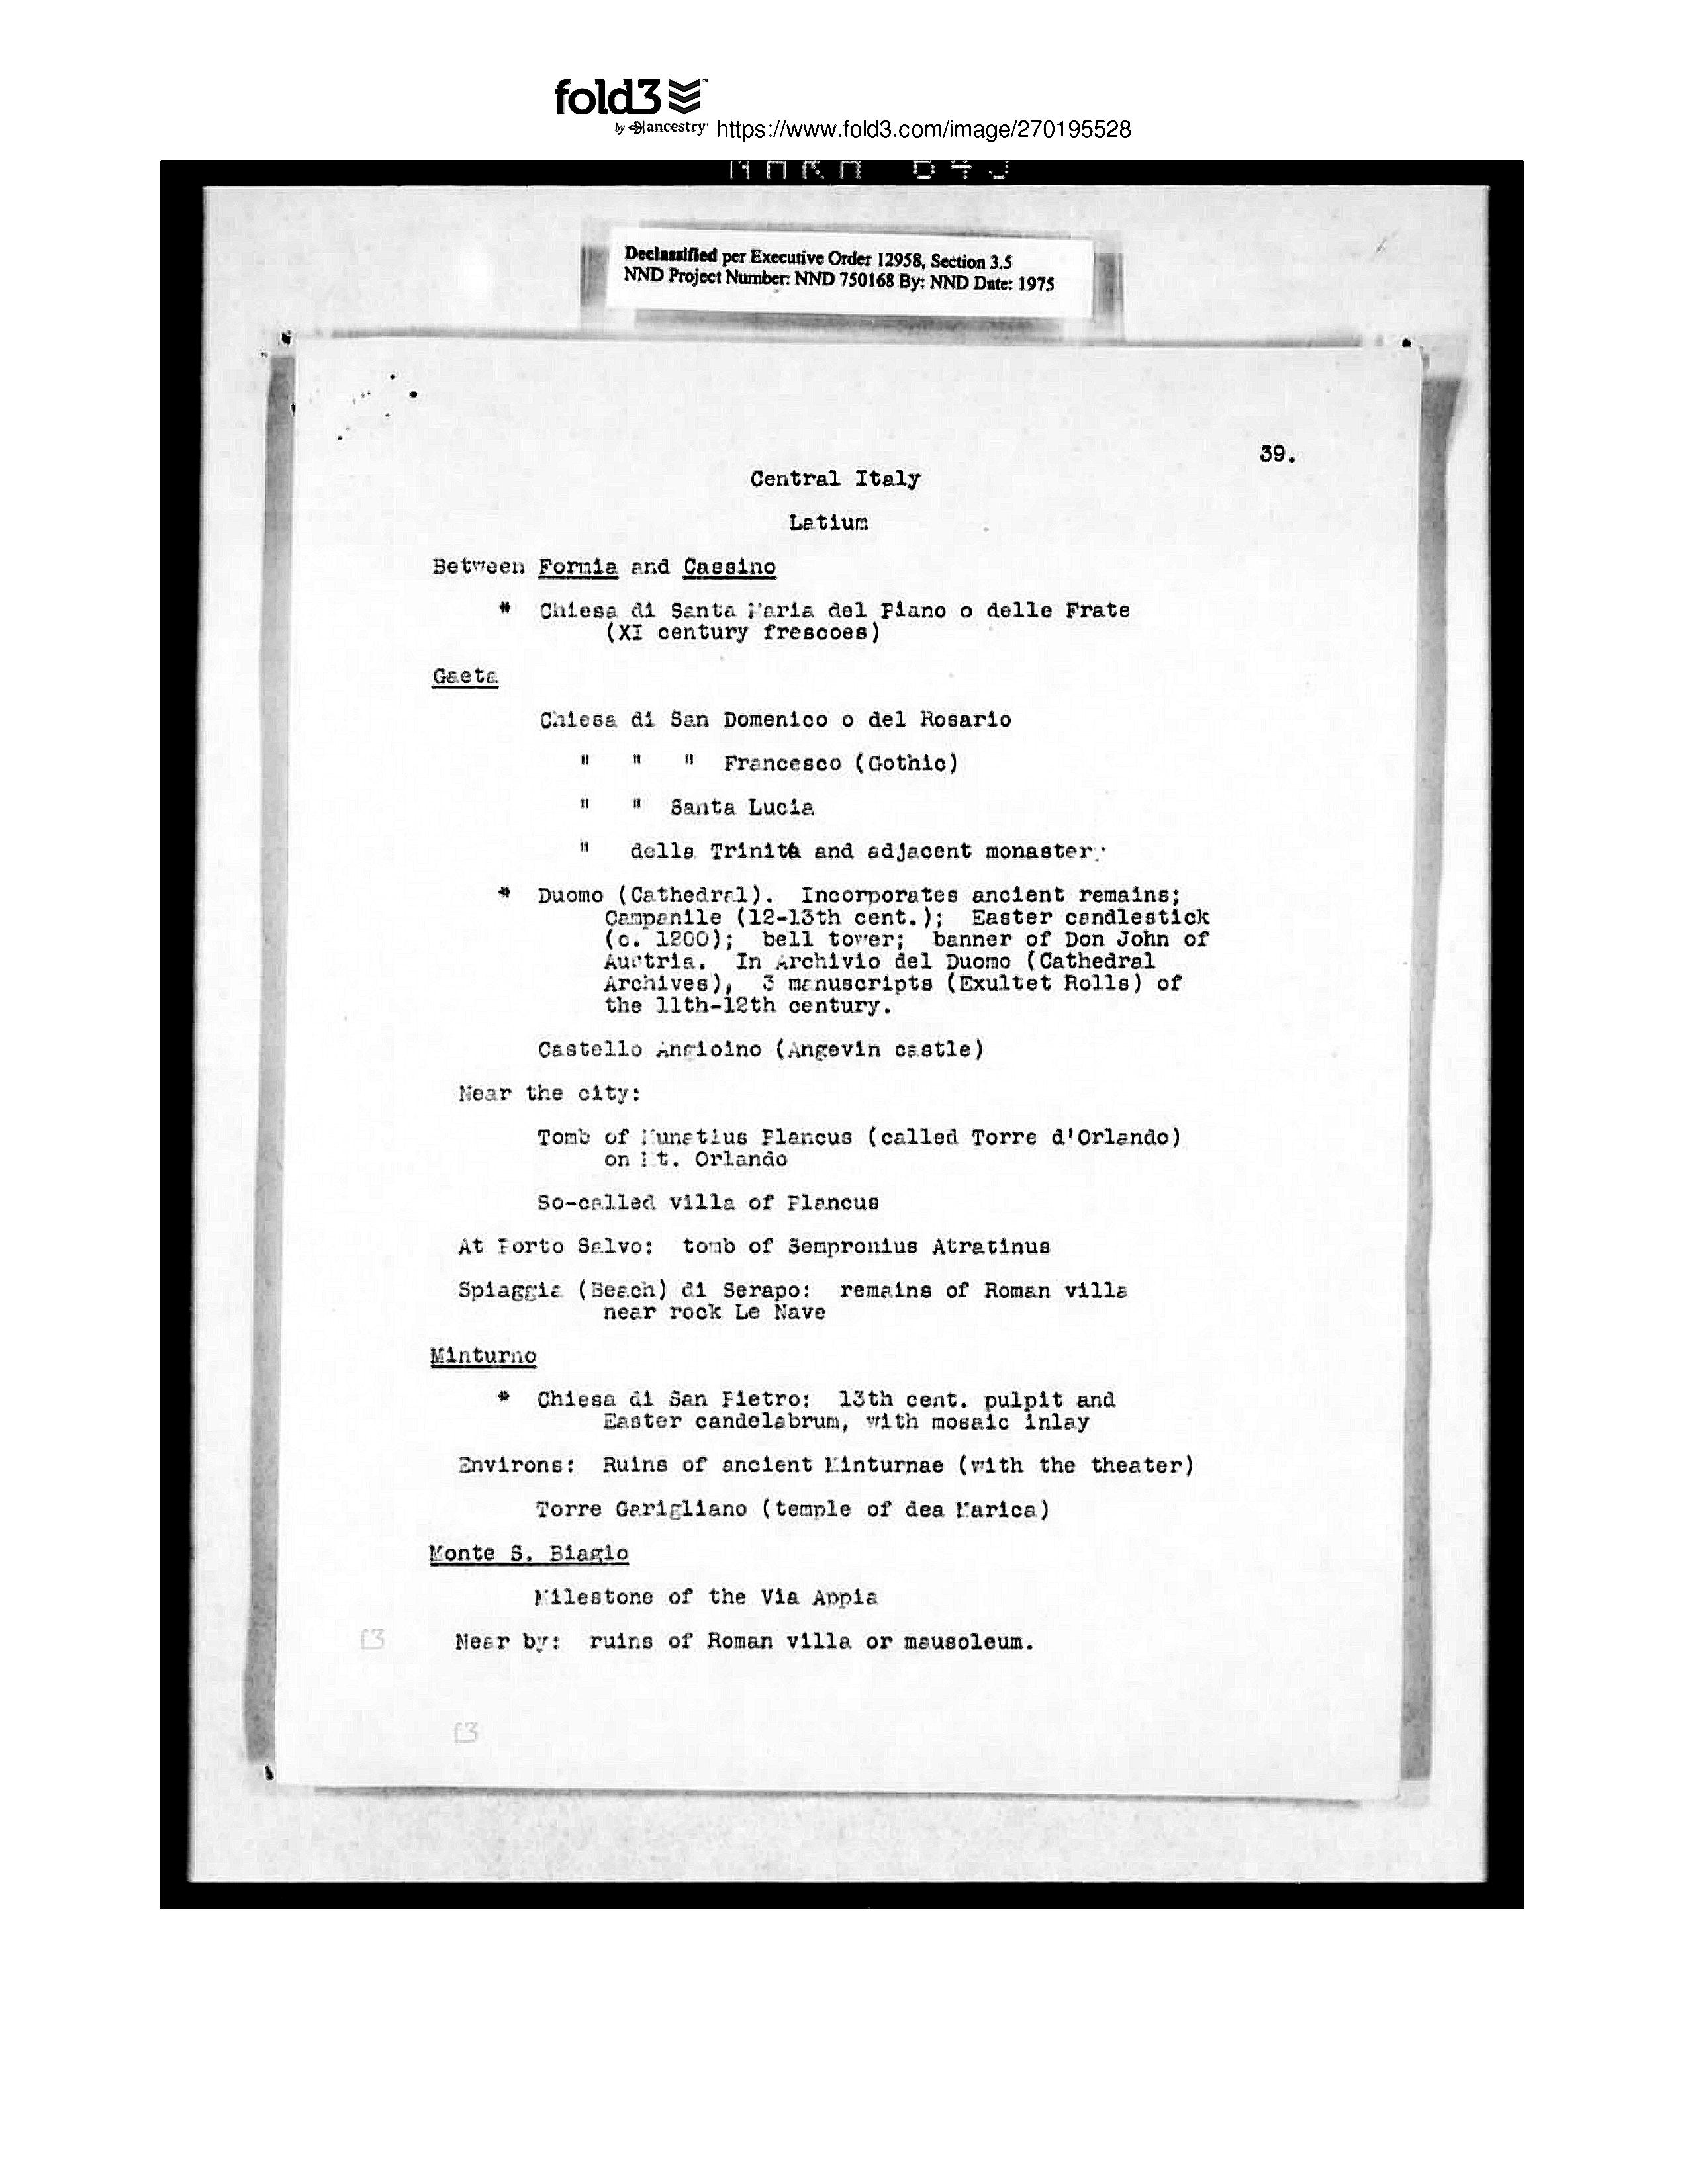 fold3
by ancestry https://www.fold3.com/image/270195528
Declassified per Executive Order 12958, Section 3.5
NND Project Number: NND 750168 By: NND Date: 1975
39.
Central Italy
Latium
Between Formia and Cassino
* Chiesa di Santa Maria del Piano o delle Frate
(XI century frescoes)
Gaeta
Chiesa di San Domenico o del Rosario
" " " Francesco (Gothic)
" " Santa Lucia
" della Trinità and adjacent monastery
* Duomo (Cathedral). Incorporates ancient remains;
Campanile (12-13th cent.); Easter candlestick
(c. 1200); bell tower; banner of Don John of
Austria. In Archivio del Duomo (Cathedral
Archives), 3 manuscripts (Exultet Rolls) of
the 11th-12th century.
Castello Angioino (Angevin castle)
Near the city:
Tomb of Munatius Plancus (called Torre d'Orlando)
on Mt. Orlando
So-called villa of Plancus
At Porto Salvo: tomb of Sempronius Atratinus
Spiaggia (Beach) di Serapo: remains of Roman villa
near rock Le Nave
Minturno
* Chiesa di San Pietro: 13th cent. pulpit and
Easter candelabrum, with mosaic inlay
Environs: Ruins of ancient Minturnae (with the theater)
Torre Garigliano (temple of dea Marica)
Monte S. Biagio
Milestone of the Via Appia
Near by: ruins of Roman villa or mausoleum.
f3
f3